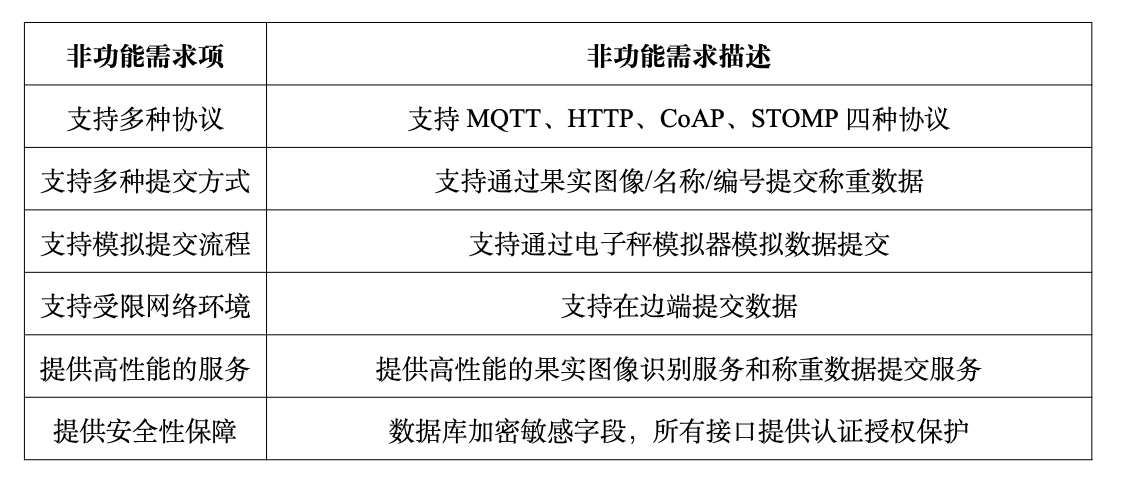 非功能需求项 非功能需求描述
支持多种协议 支持 MQTT、HTTP、CoAP、STOMP 四种协议
支持多种提交方式 支持通过果实图像/名称/编号提交称重数据
支持模拟提交流程 支持通过电子秤模拟器模拟数据提交
支持受限网络环境 支持在边端提交数据
提供高性能的服务 提供高性能的果实图像识别服务和称重数据提交服务
提供安全性保障 数据库加密敏感字段，所有接口提供认证授权保护